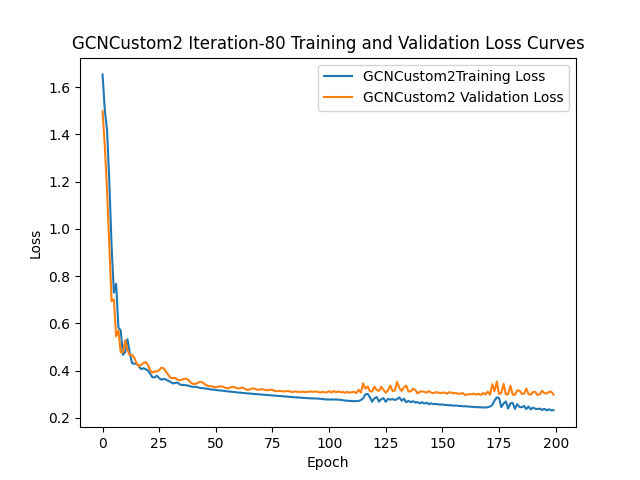 GCNCustom2 Iteration-80 Training and Validation Loss Curves
GCNCustom2Training Loss
GCNCustom2 Validation Loss
1.6
1.4
1.2
1.0
0.8
0.6
0.4
0.2
Loss
0 25 50 75 100 125 150 175 200
Epoch